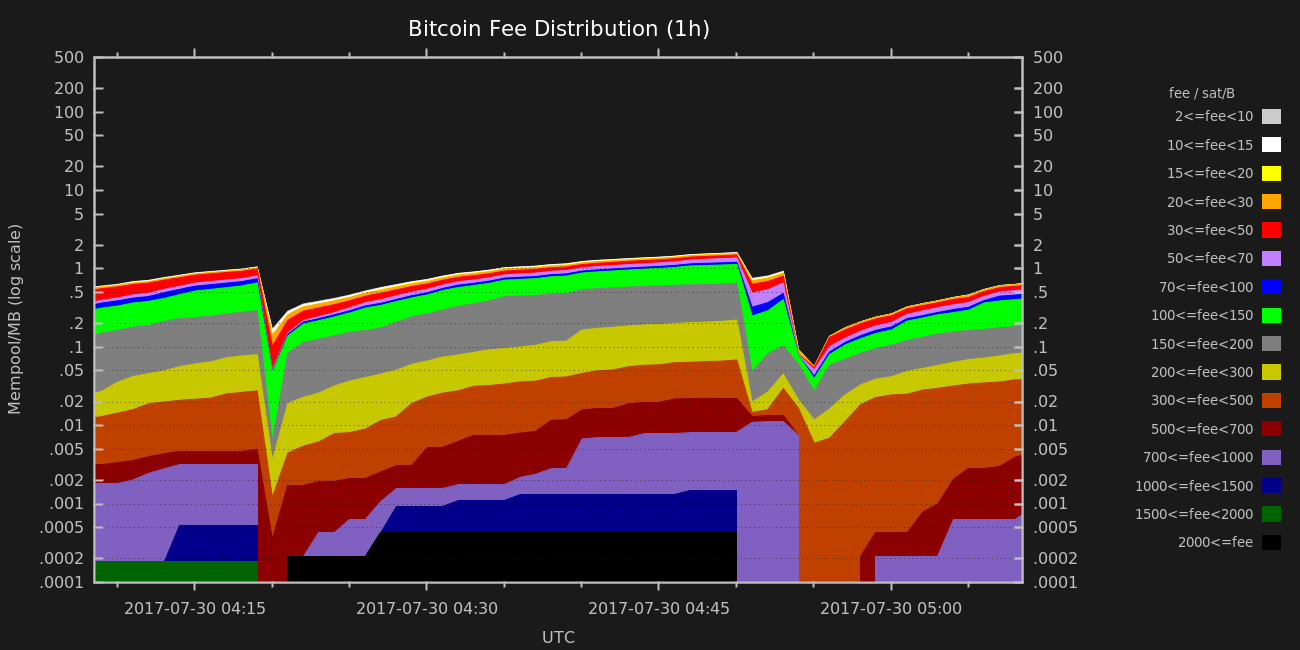 Bitcoin Fee Distribution (1h)
500 500
200 200
100 100
50 50
20 20
10 10
5 5
2 2
1 1
.5 .5
.2 .2
.1 .1
.05 .05
.02 .02
.01 .01
.005 .005
.002 .002
.001 .001
.0005 .0005
.0002 .0002
.0001 .0001
Mempool/MB (log scale)
2017-07-30 04:15 2017-07-30 04:30 2017-07-30 04:45 2017-07-30 05:00
UTC
fee / sat/B
2<=fee<10
10<=fee<15
15<=fee<20
20<=fee<30
30<=fee<50
50<=fee<70
70<=fee<100
100<=fee<150
150<=fee<200
200<=fee<300
300<=fee<500
500<=fee<700
700<=fee<1000
1000<=fee<1500
1500<=fee<2000
2000<=fee